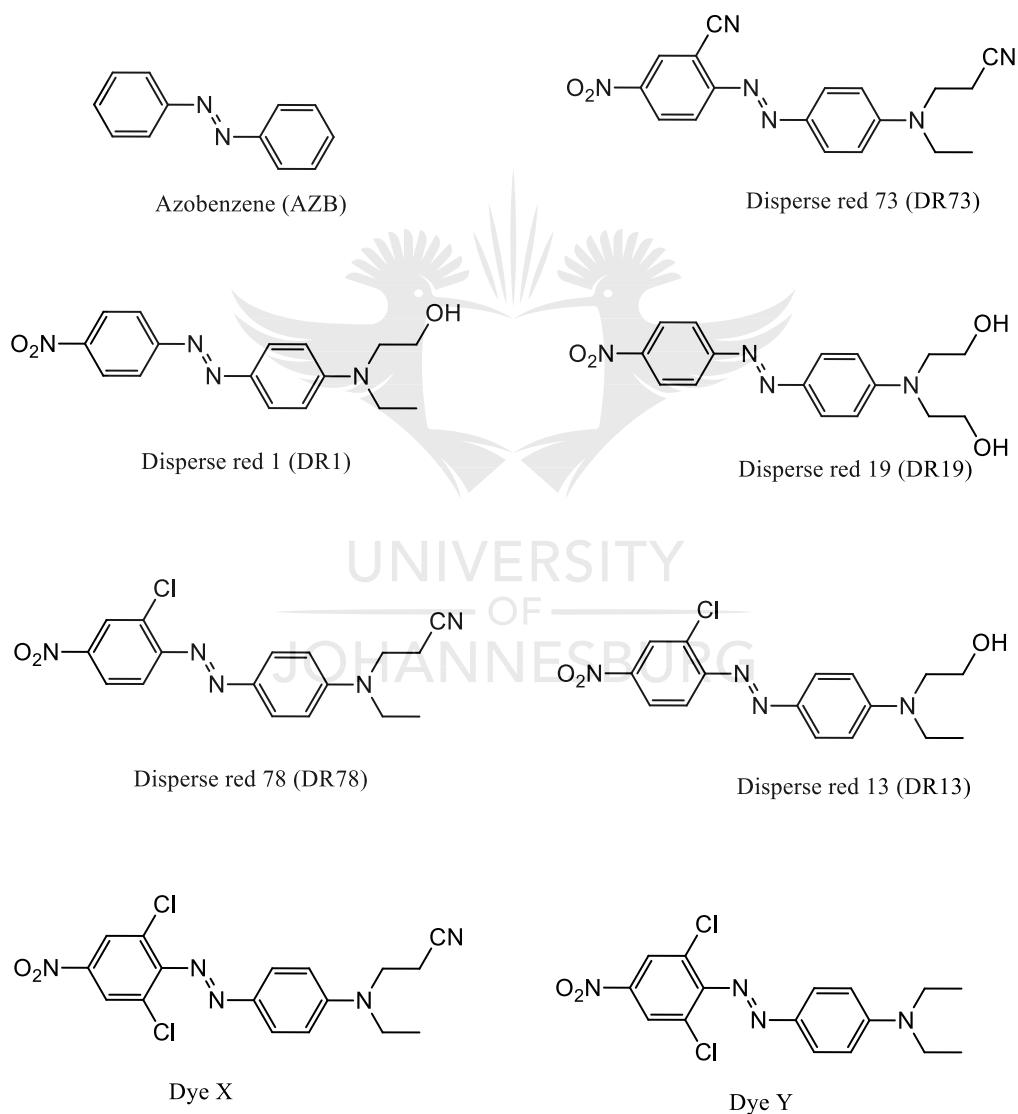 CN
CN
O₂N
N
N
N
Azobenzene (AZB)
N
N
N
Disperse red 73 (DR73)
OH
O₂N
N
N
N
Disperse red 1 (DR1)
OH
O₂N
N
N
N
OH
Disperse red 19 (DR19)
UNIVERSITY
OF
JOHANNESBURG
Cl
CN
O₂N
N
N
N
Disperse red 78 (DR78)
Cl
OH
O₂N
N
N
N
Disperse red 13 (DR13)
Cl
CN
O₂N
N
N
N
Cl
Dye X
Cl
O₂N
N
N
N
Cl
Dye Y